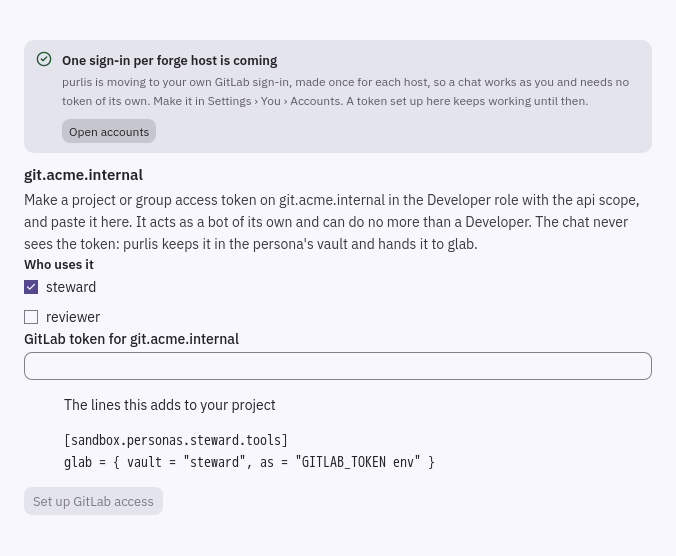 One sign-in per forge host is coming
purlis is moving to your own GitLab sign-in, made once for each host, so a chat works as you and needs no
token of its own. Make it in Settings › You › Accounts. A token set up here keeps working until then.
Open accounts
git.acme.internal
Make a project or group access token on git.acme.internal in the Developer role with the api scope,
and paste it here. It acts as a bot of its own and can do no more than a Developer. The chat never
sees the token: purlis keeps it in the persona's vault and hands it to glab.
Who uses it
steward
reviewer
GitLab token for git.acme.internal
The lines this adds to your project
[sandbox.personas.steward.tools]
glab = { vault = "steward", as = "GITLAB_TOKEN env" }
Set up GitLab access